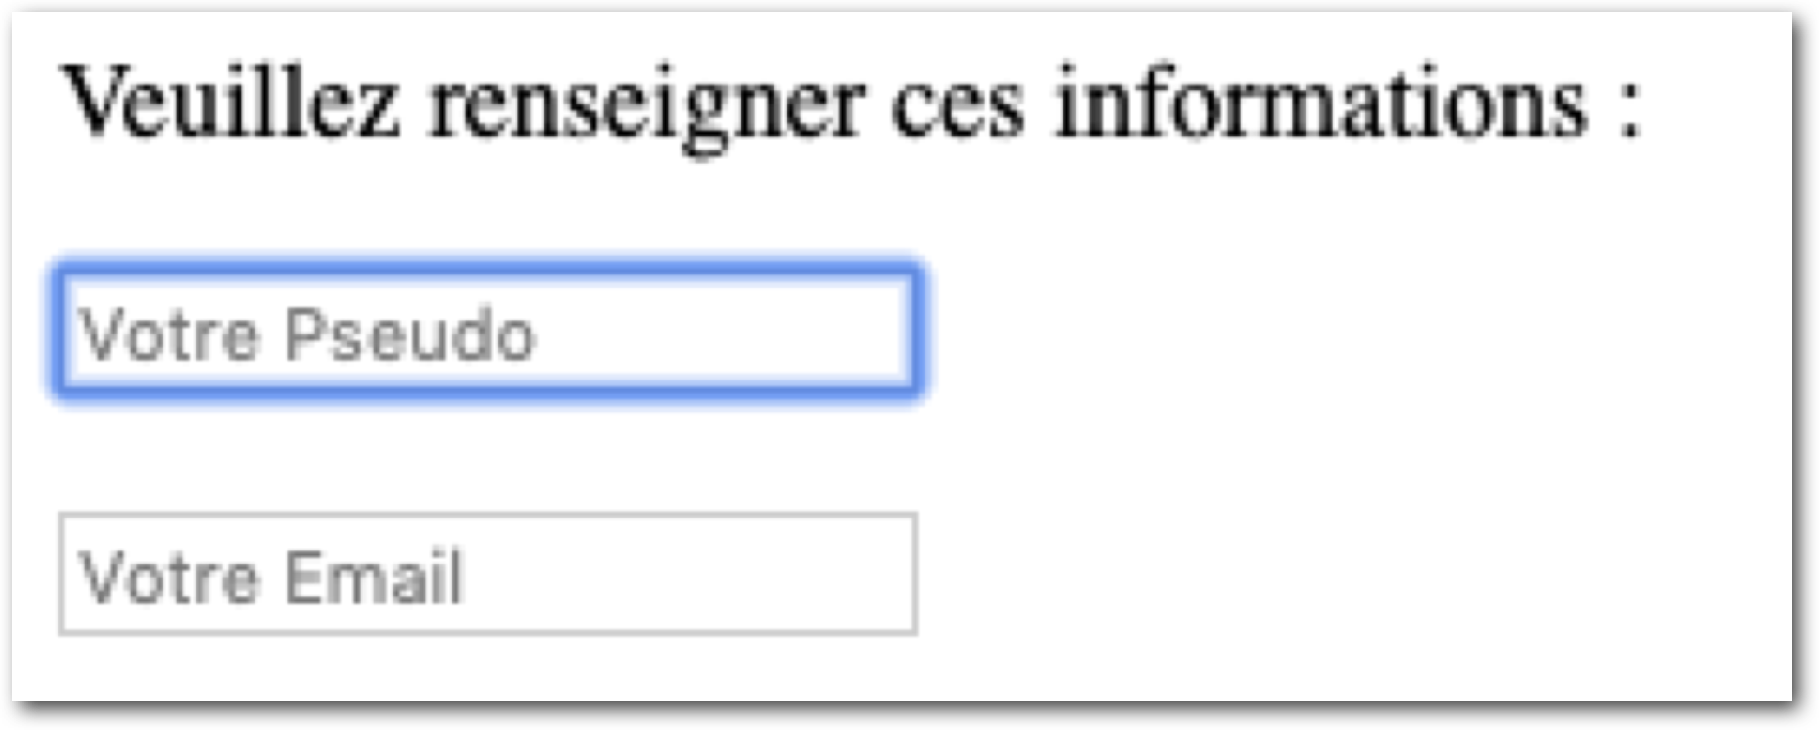 Veuillez renseigner ces informations :
Votre Pseudo
Votre Email